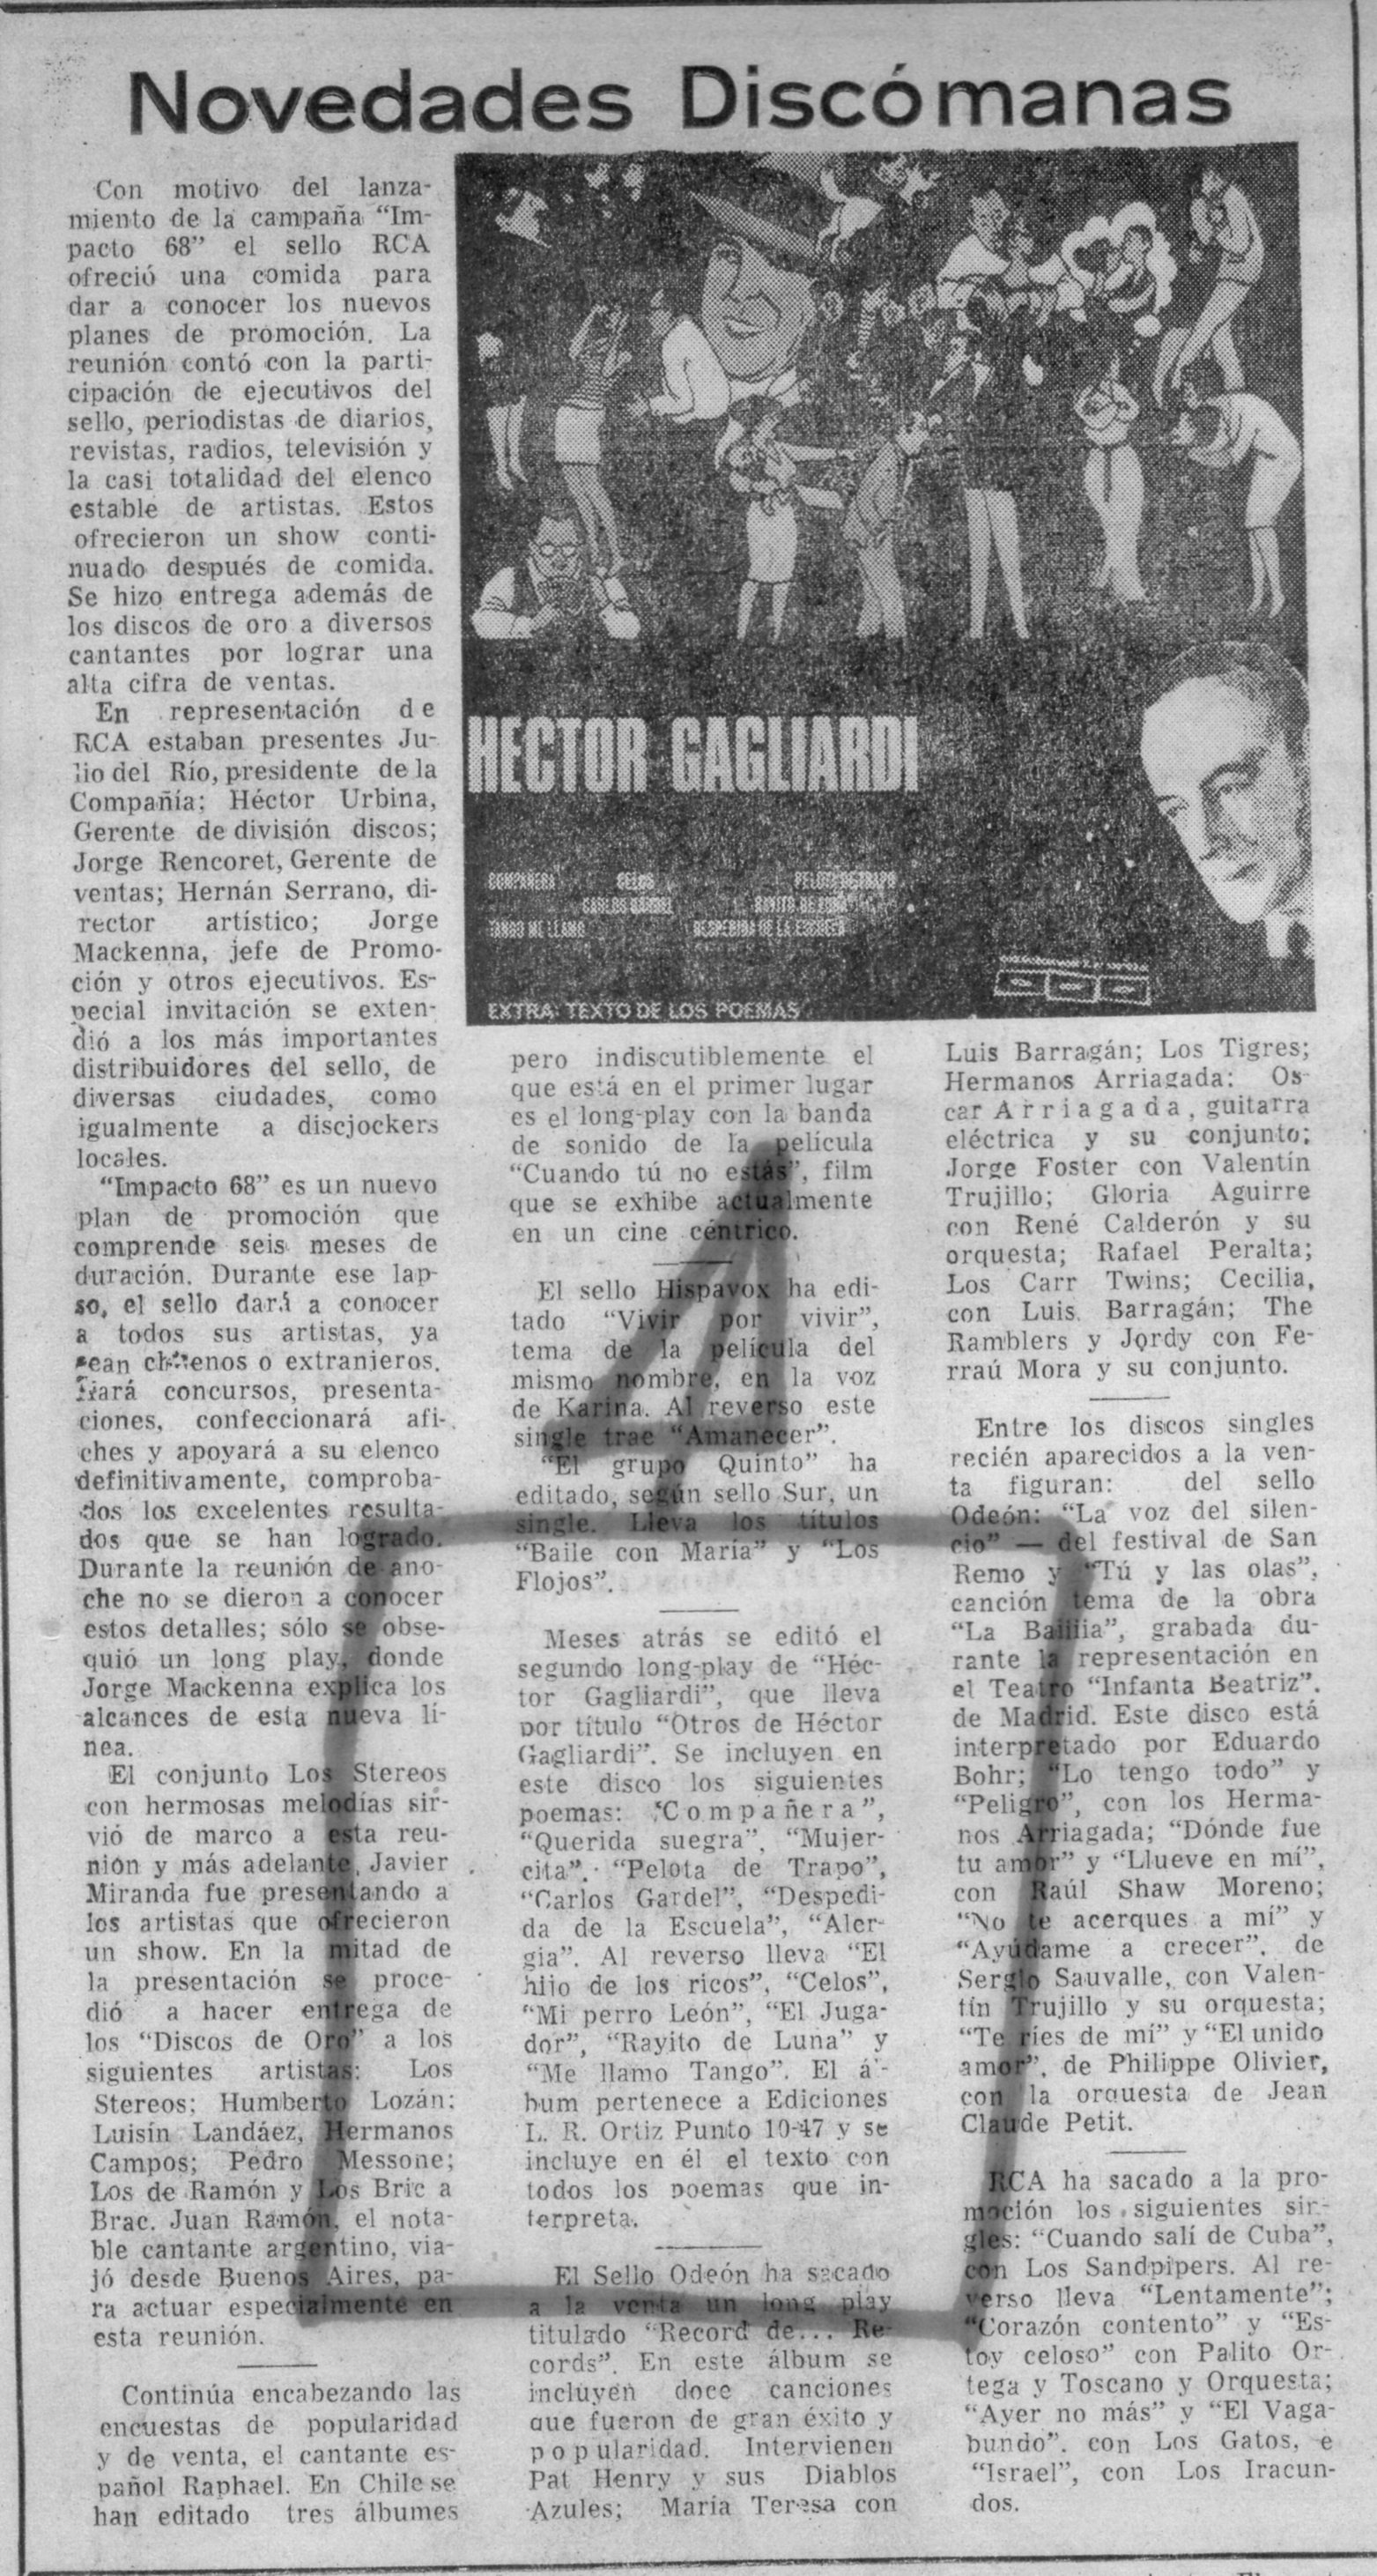 Novedades Discómanas
Con motivo del lanza-
miento de la campaña “Im-
pacto 68” el sello RCA
ofreció una comida para
dar a conocer los nuevos
planes de promoción. La
reunión contó con la parti-
cipación de ejecutivos del
sello, periodistas de diarios,
revistas, radios, televisión y
la casi totalidad del elenco
estable de artistas. Estos
ofrecieron un show conti-
nuado después de comida.
Se hizo entrega además de
los discos de oro a diversos
cantantes por lograr una
alta cifra de ventas.
En representación de
RCA estaban presentes Ju-
lio del Río, presidente de la
Compañía; Héctor Urbina,
Gerente de división discos;
Jorge Rencoret, Gerente de
ventas; Hernán Serrano, di-
rector artístico; Jorge
Mackenna, jefe de Promo-
ción y otros ejecutivos. Es-
pecial invitación se exten-
dió a los más importantes
distribuidores del sello, de
diversas ciudades, como
igualmente a discjockers
locales.
“Impacto 68” es un nuevo
plan de promoción que
comprende seis meses de
duración. Durante ese lap-
so, el sello dará a conocer
a todos sus artistas, ya
sean chilenos o extranjeros.
Hará concursos, presenta-
ciones, confeccionará afi-
ches y apoyará a su elenco
definitivamente, comproba-
dos los excelentes resulta-
dos que se han logrado.
Durante la reunión de ano-
che no se dieron a conocer
estos detalles; sólo se obse-
quió un long play, donde
Jorge Mackenna explica los
alcances de esta nueva lí-
nea.
El conjunto Los Stereos
con hermosas melodías sir-
vió de marco a esta reu-
nión y más adelante, Javier
Miranda fue presentando a
los artistas que ofrecieron
un show. En la mitad de
la presentación se proce-
dió a hacer entrega de
los “Discos de Oro” a los
siguientes artistas: Los
Stereos; Humberto Lozán;
Luisín Landáez, Hermanos
Campos; Pedro Messone;
Los de Ramón y Los Bric a
Brac. Juan Ramón, el nota-
ble cantante argentino, via-
jó desde Buenos Aires, pa-
ra actuar especialmente en
esta reunión.
Continúa encabezando las
encuestas de popularidad
y de venta, el cantante es-
pañol Raphael. En Chile se
han editado tres álbumes
HECTOR GAGLIARDI
COMPAÑERA CELOS PELOTA DE TRAPO
CARLOS GARDEL RAYITO DE LUNA
TANGO ME LLAMO DESPEDIDA DE LA ESCUELA
EXTRA: TEXTO DE LOS POEMAS
pero indiscutiblemente el
que está en el primer lugar
es el long-play con la banda
de sonido de la película
“Cuando tú no estás”, film
que se exhibe actualmente
en un cine céntrico.
El sello Hispavox ha edi-
tado “Vivir por vivir”,
tema de la película del
mismo nombre, en la voz
de Karina. Al reverso este
single trae “Amanecer”.
“El grupo Quinto” ha
editado, según sello Sur, un
single. Lleva los títulos
“Baile con María” y “Los
Flojos”.
Meses atrás se editó el
segundo long-play de “Héc-
tor Gagliardi”, que lleva
por título “Otros de Héctor
Gagliardi”. Se incluyen en
este disco los siguientes
poemas: “Compañera”,
“Querida suegra”, “Mujer-
cita”. “Pelota de Trapo”,
“Carlos Gardel”, “Despedi-
da de la Escuela”, “Aler-
gia”. Al reverso lleva “El
hijo de los ricos”, “Celos”,
“Mi perro León”, “El Juga-
dor”, “Rayito de Luna” y
“Me llamo Tango”. El ál-
bum pertenece a Ediciones
L. R. Ortiz Punto 10-47 y se
incluye en él el texto con
todos los poemas que in-
terpreta.
El Sello Odeón ha sacado
a la venta un long play
titulado “Record de... Re-
cords”. En este álbum se
incluyen doce canciones
que fueron de gran éxito y
popularidad. Intervienen
Pat Henry y sus Diablos
Azules; María Teresa con
Luis Barragán; Los Tigres;
Hermanos Arriagada; Os-
car Arriagada, guitarra
eléctrica y su conjunto;
Jorge Foster con Valentín
Trujillo; Gloria Aguirre
con René Calderón y su
orquesta; Rafael Peralta;
Los Carr Twins; Cecilia,
con Luis Barragán; The
Ramblers y Jordy con Fe-
rraú Mora y su conjunto.
Entre los discos singles
recién aparecidos a la ven-
ta figuran: del sello
Odeón: “La voz del silen-
cio” — del festival de San
Remo y “Tú y las olas”,
canción tema de la obra
“La Bailiia”, grabada du-
rante la representación en
el Teatro “Infanta Beatriz”.
de Madrid. Este disco está
interpretado por Eduardo
Bohr; “Lo tengo todo” y
“Peligro”, con los Herma-
nos Arriagada; “Dónde fue
tu amor” y “Llueve en mí”,
con Raúl Shaw Moreno;
“No te acerques a mí” y
“Ayúdame a crecer”, de
Sergio Sauvalle, con Valen-
tín Trujillo y su orquesta;
“Te ríes de mí” y “El unido
amor”, de Philippe Olivier,
con la orquesta de Jean
Claude Petit.
RCA ha sacado a la pro-
moción los siguientes sin-
gles: “Cuando salí de Cuba”,
con Los Sandpipers. Al re-
verso lleva “Lentamente”;
“Corazón contento” y “Es-
toy celoso” con Palito Or-
tega y Toscano y Orquesta;
“Ayer no más” y “El Vaga-
bundo”. con Los Gatos, e
“Israel”, con Los Iracun-
dos.